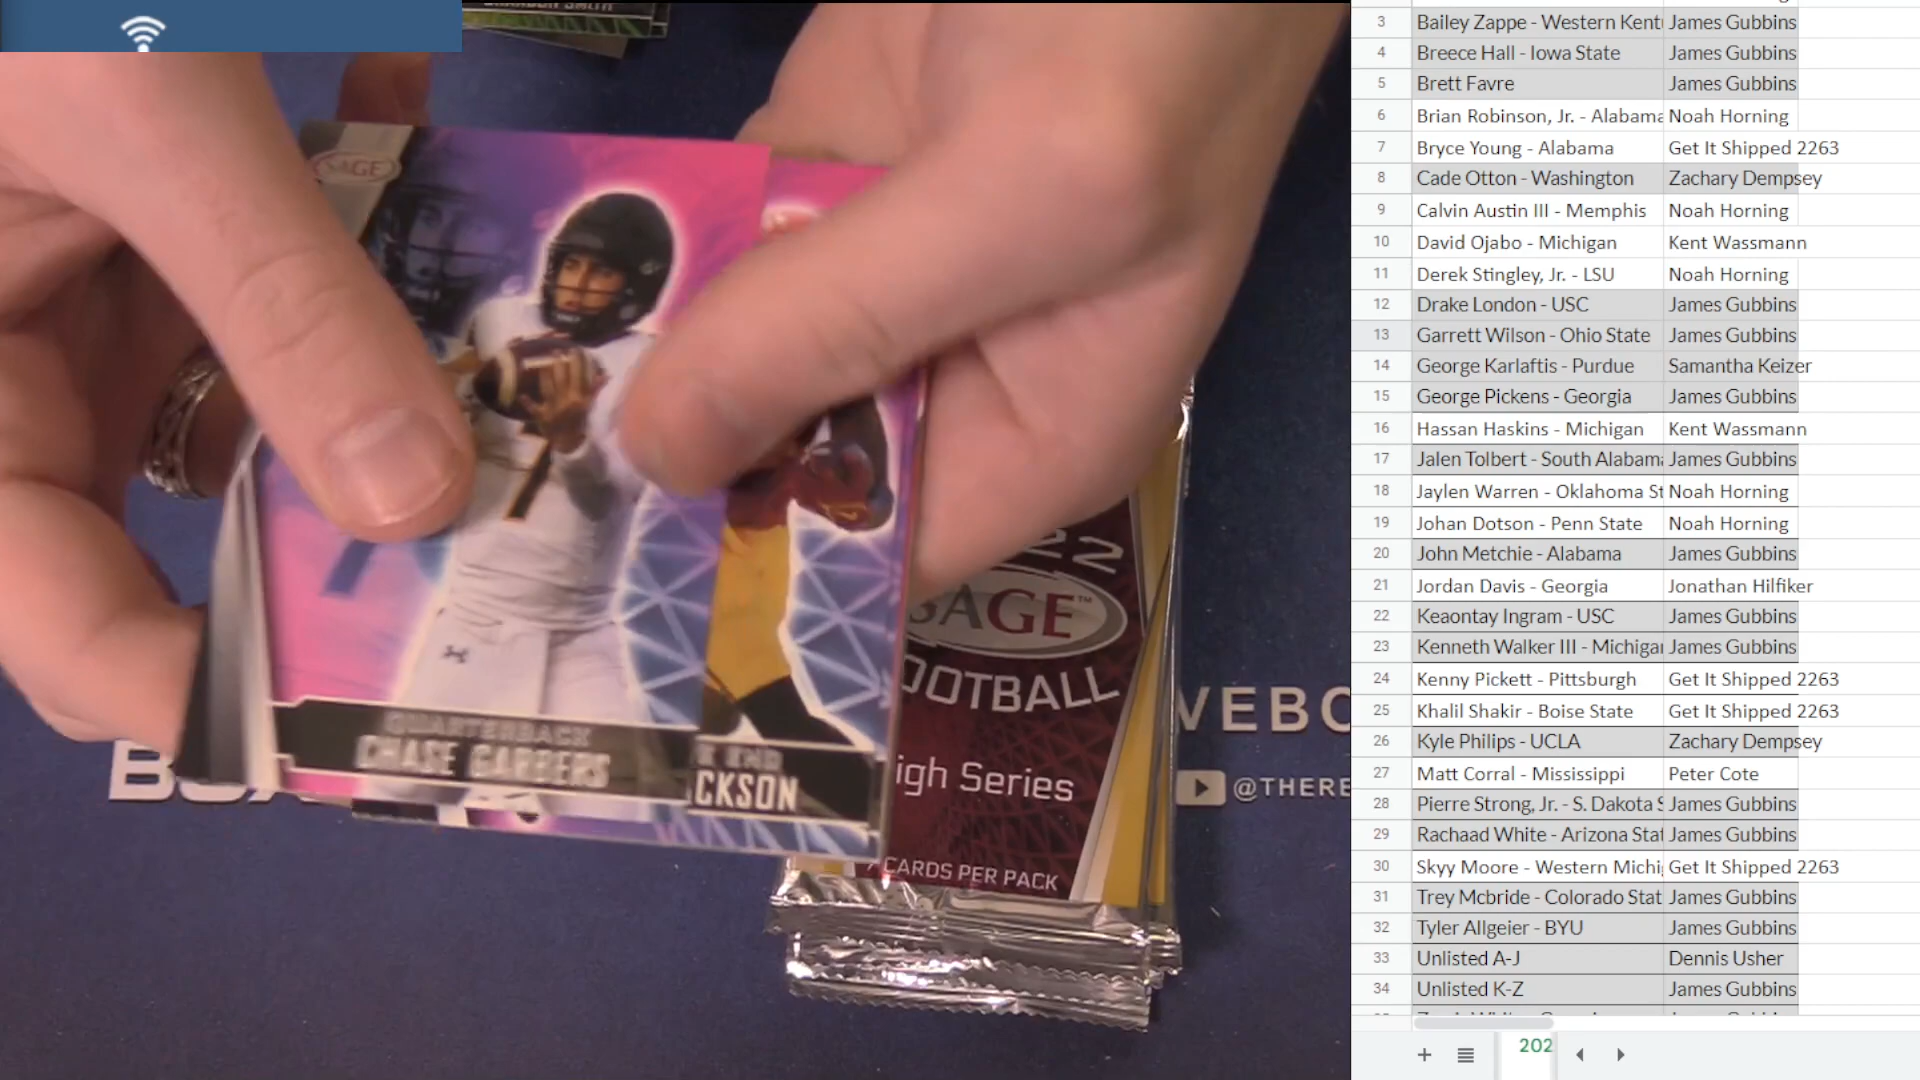 BRANDON SMITH
SAGE
7
QUARTERBACK
CHASE GARBERS
K END
CKSON
22
SAGE™
OOTBALL
igh Series
7 CARDS PER PACK
B
VEBO
@THERE
3 Bailey Zappe - Western Kent James Gubbins
4 Breece Hall - Iowa State James Gubbins
5 Brett Favre James Gubbins
6 Brian Robinson, Jr. - Alabama Noah Horning
7 Bryce Young - Alabama Get It Shipped 2263
8 Cade Otton - Washington Zachary Dempsey
9 Calvin Austin III - Memphis Noah Horning
10 David Ojabo - Michigan Kent Wassmann
11 Derek Stingley, Jr. - LSU Noah Horning
12 Drake London - USC James Gubbins
13 Garrett Wilson - Ohio State James Gubbins
14 George Karlaftis - Purdue Samantha Keizer
15 George Pickens - Georgia James Gubbins
16 Hassan Haskins - Michigan Kent Wassmann
17 Jalen Tolbert - South Alabam James Gubbins
18 Jaylen Warren - Oklahoma St Noah Horning
19 Johan Dotson - Penn State Noah Horning
20 John Metchie - Alabama James Gubbins
21 Jordan Davis - Georgia Jonathan Hilfiker
22 Keaontay Ingram - USC James Gubbins
23 Kenneth Walker III - Michigan James Gubbins
24 Kenny Pickett - Pittsburgh Get It Shipped 2263
25 Khalil Shakir - Boise State Get It Shipped 2263
26 Kyle Philips - UCLA Zachary Dempsey
27 Matt Corral - Mississippi Peter Cote
28 Pierre Strong, Jr. - S. Dakota S James Gubbins
29 Rachaad White - Arizona Stat James Gubbins
30 Skyy Moore - Western Michi Get It Shipped 2263
31 Trey Mcbride - Colorado Stat James Gubbins
32 Tyler Allgeier - BYU James Gubbins
33 Unlisted A-J Dennis Usher
34 Unlisted K-Z James Gubbins
202